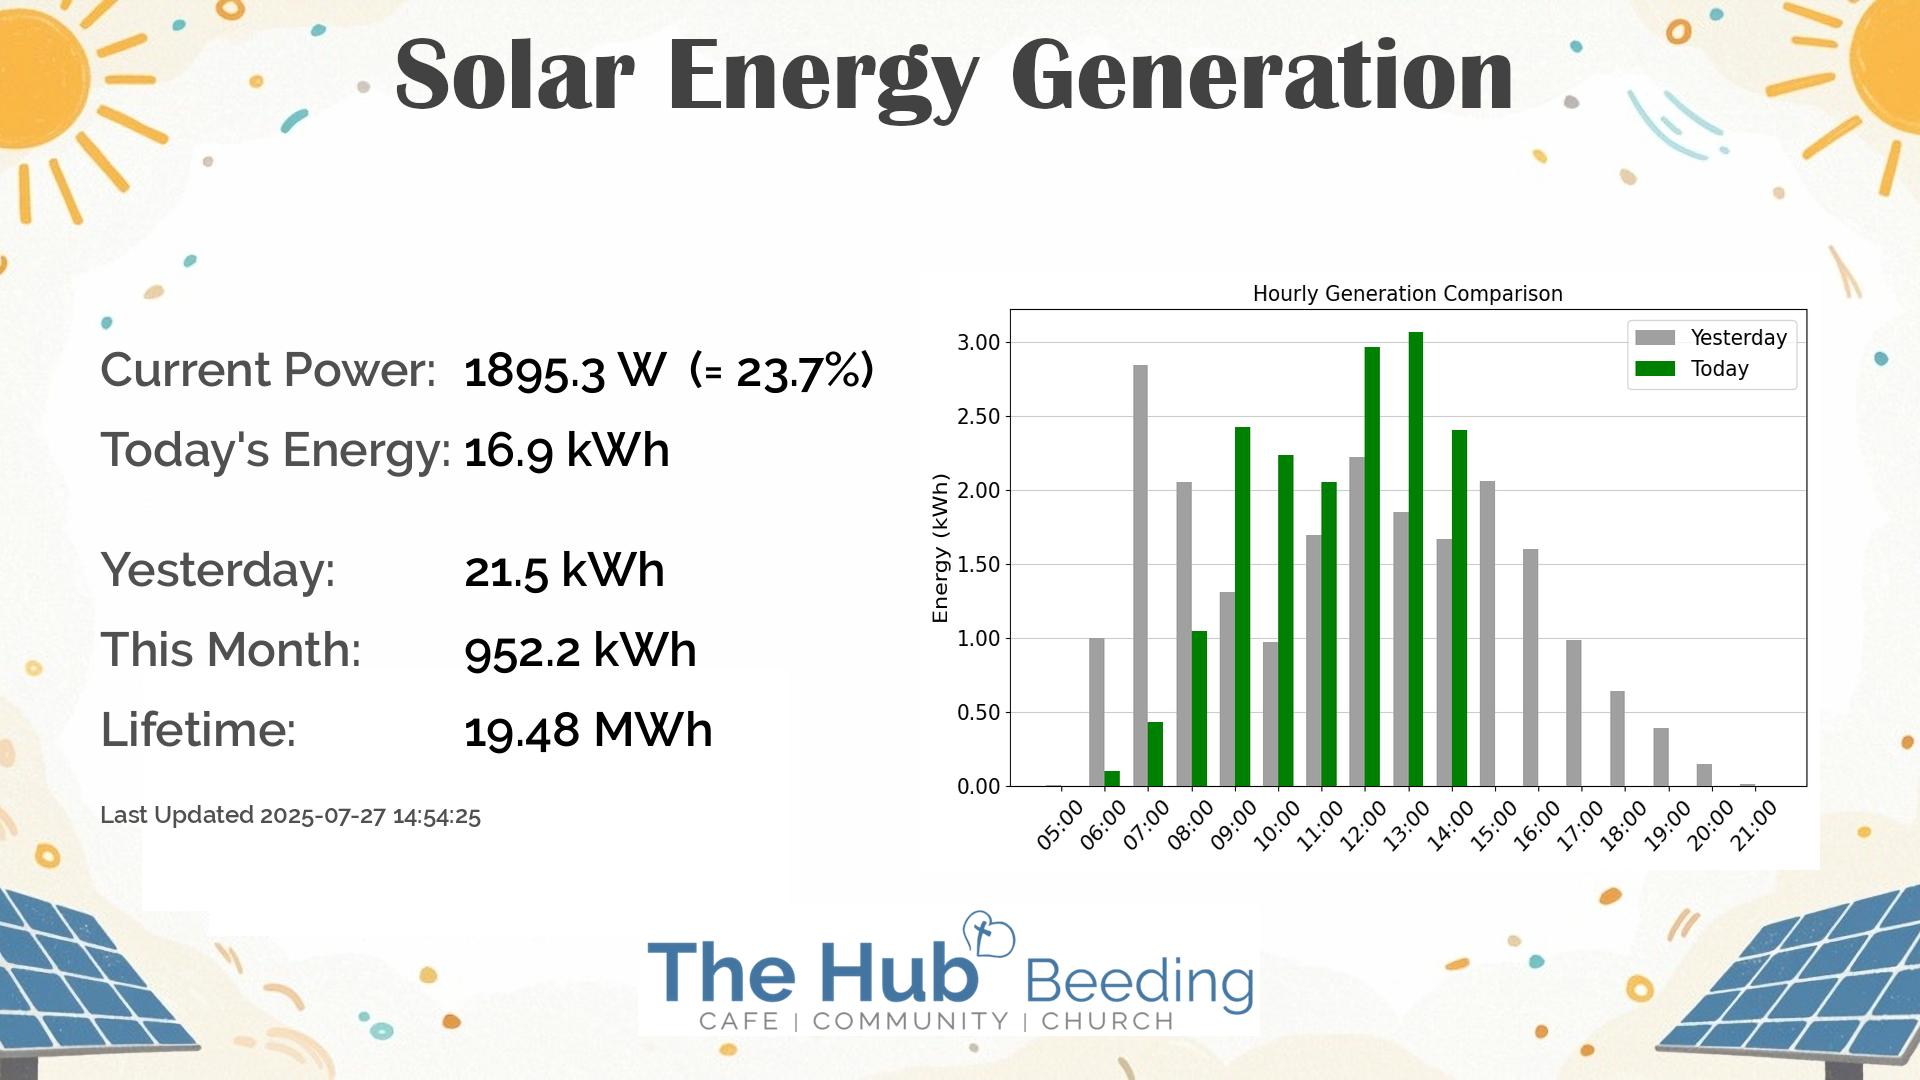 Solar Energy Generation
Current Power: 1895.3 W (= 23.7%)
Today's Energy: 16.9 kWh
Yesterday: 21.5 kWh
This Month: 952.2 kWh
Lifetime: 19.48 MWh
Last Updated 2025-07-27 14:54:25
Hourly Generation Comparison
Yesterday
Today
Energy (kWh)
3.00
2.50
2.00
1.50
1.00
0.50
0.00
05:00 06:00 07:00 08:00 09:00 10:00 11:00 12:00 13:00 14:00 15:00 16:00 17:00 18:00 19:00 20:00 21:00
The Hub Beeding
CAFE | COMMUNITY | CHURCH